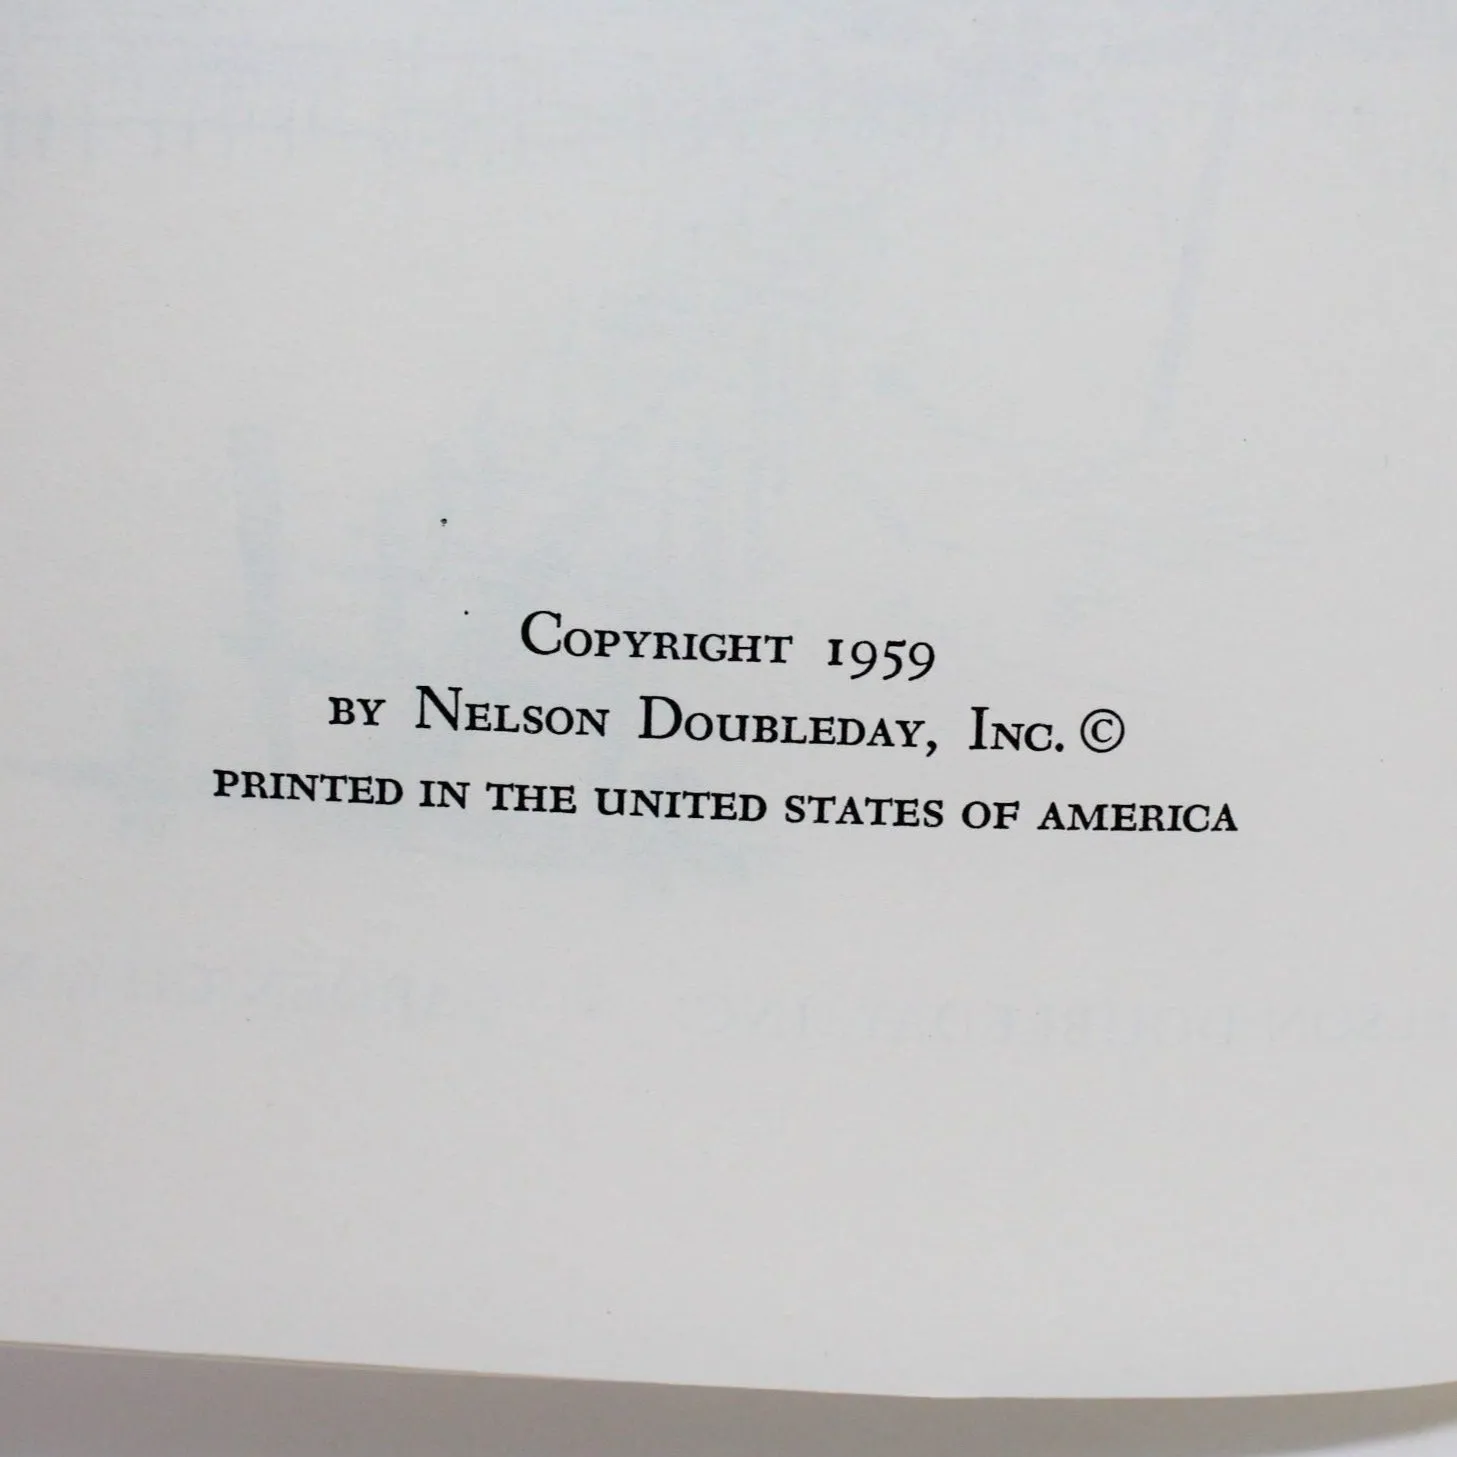 Copyright 1959
by Nelson Doubleday, Inc. ©
PRINTED IN THE UNITED STATES OF AMERICA